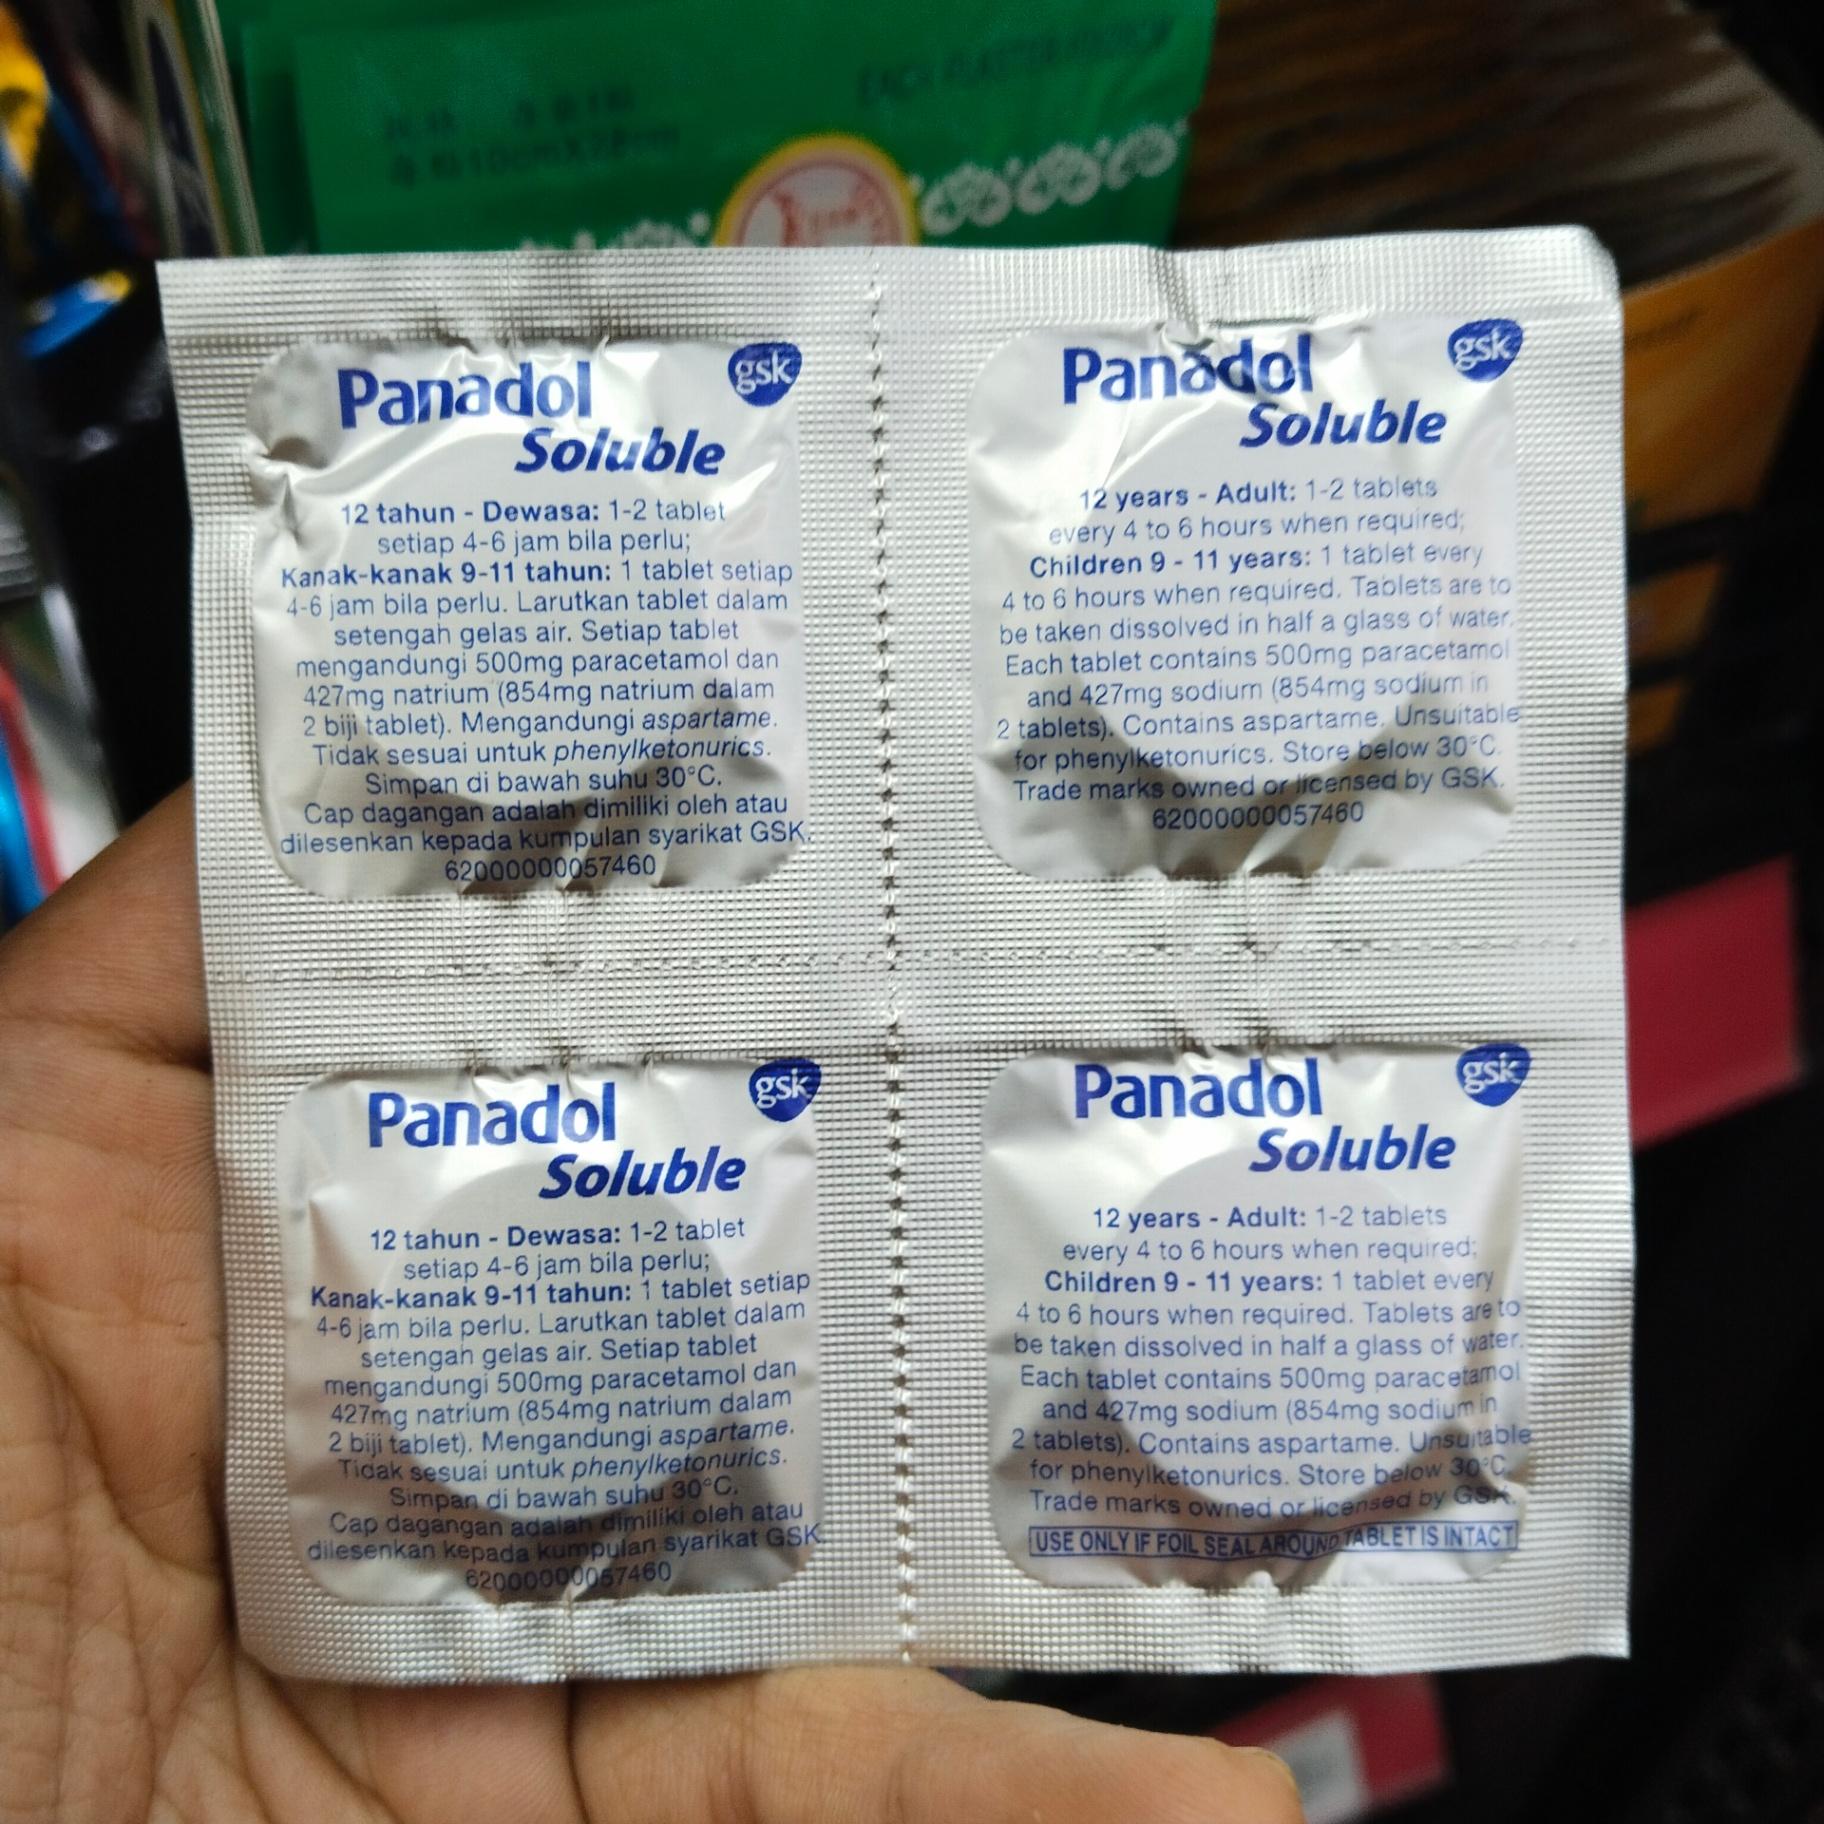 Panadol
gsk
Soluble
12 tahun - Dewasa: 1-2 tablet
setiap 4-6 jam bila perlu;
Kanak-kanak 9-11 tahun: 1 tablet setiap
4-6 jam bila perlu. Larutkan tablet dalam
setengah gelas air. Setiap tablet
mengandungi 500mg paracetamol dan
427mg natrium (854mg natrium dalam
2 biji tablet). Mengandungi aspartame.
Tidak sesuai untuk phenylketonurics.
Simpan di bawah suhu 30°C.
Cap dagangan adalah dimiliki oleh atau
dilesenkan kepada kumpulan syarikat GSK.
62000000057460
Panadol
gsk
Soluble
12 years - Adult: 1-2 tablets
every 4 to 6 hours when required;
Children 9 - 11 years: 1 tablet every
4 to 6 hours when required. Tablets are to
be taken dissolved in half a glass of water.
Each tablet contains 500mg paracetamol
and 427mg sodium (854mg sodium in
2 tablets). Contains aspartame. Unsuitable
for phenylketonurics. Store below 30°C.
Trade marks owned or licensed by GSK.
62000000057460
Panadol
gsk
Soluble
12 tahun - Dewasa: 1-2 tablet
setiap 4-6 jam bila perlu;
Kanak-kanak 9-11 tahun: 1 tablet setiap
4-6 jam bila perlu. Larutkan tablet dalam
setengah gelas air. Setiap tablet
mengandungi 500mg paracetamol dan
427mg natrium (854mg natrium dalam
2 biji tablet). Mengandungi aspartame.
Tidak sesuai untuk phenylketonurics.
Simpan di bawah suhu 30°C.
Cap dagangan adalah dimiliki oleh atau
dilesenkan kepada kumpulan syarikat GSK.
62000000057460
Panadol
gsk
Soluble
12 years - Adult: 1-2 tablets
every 4 to 6 hours when required;
Children 9 - 11 years: 1 tablet every
4 to 6 hours when required. Tablets are to
be taken dissolved in half a glass of water.
Each tablet contains 500mg paracetamol
and 427mg sodium (854mg sodium in
2 tablets). Contains aspartame. Unsuitable
for phenylketonurics. Store below 30°C.
Trade marks owned or licensed by GSK.
USE ONLY IF FOIL SEAL AROUND TABLET IS INTACT